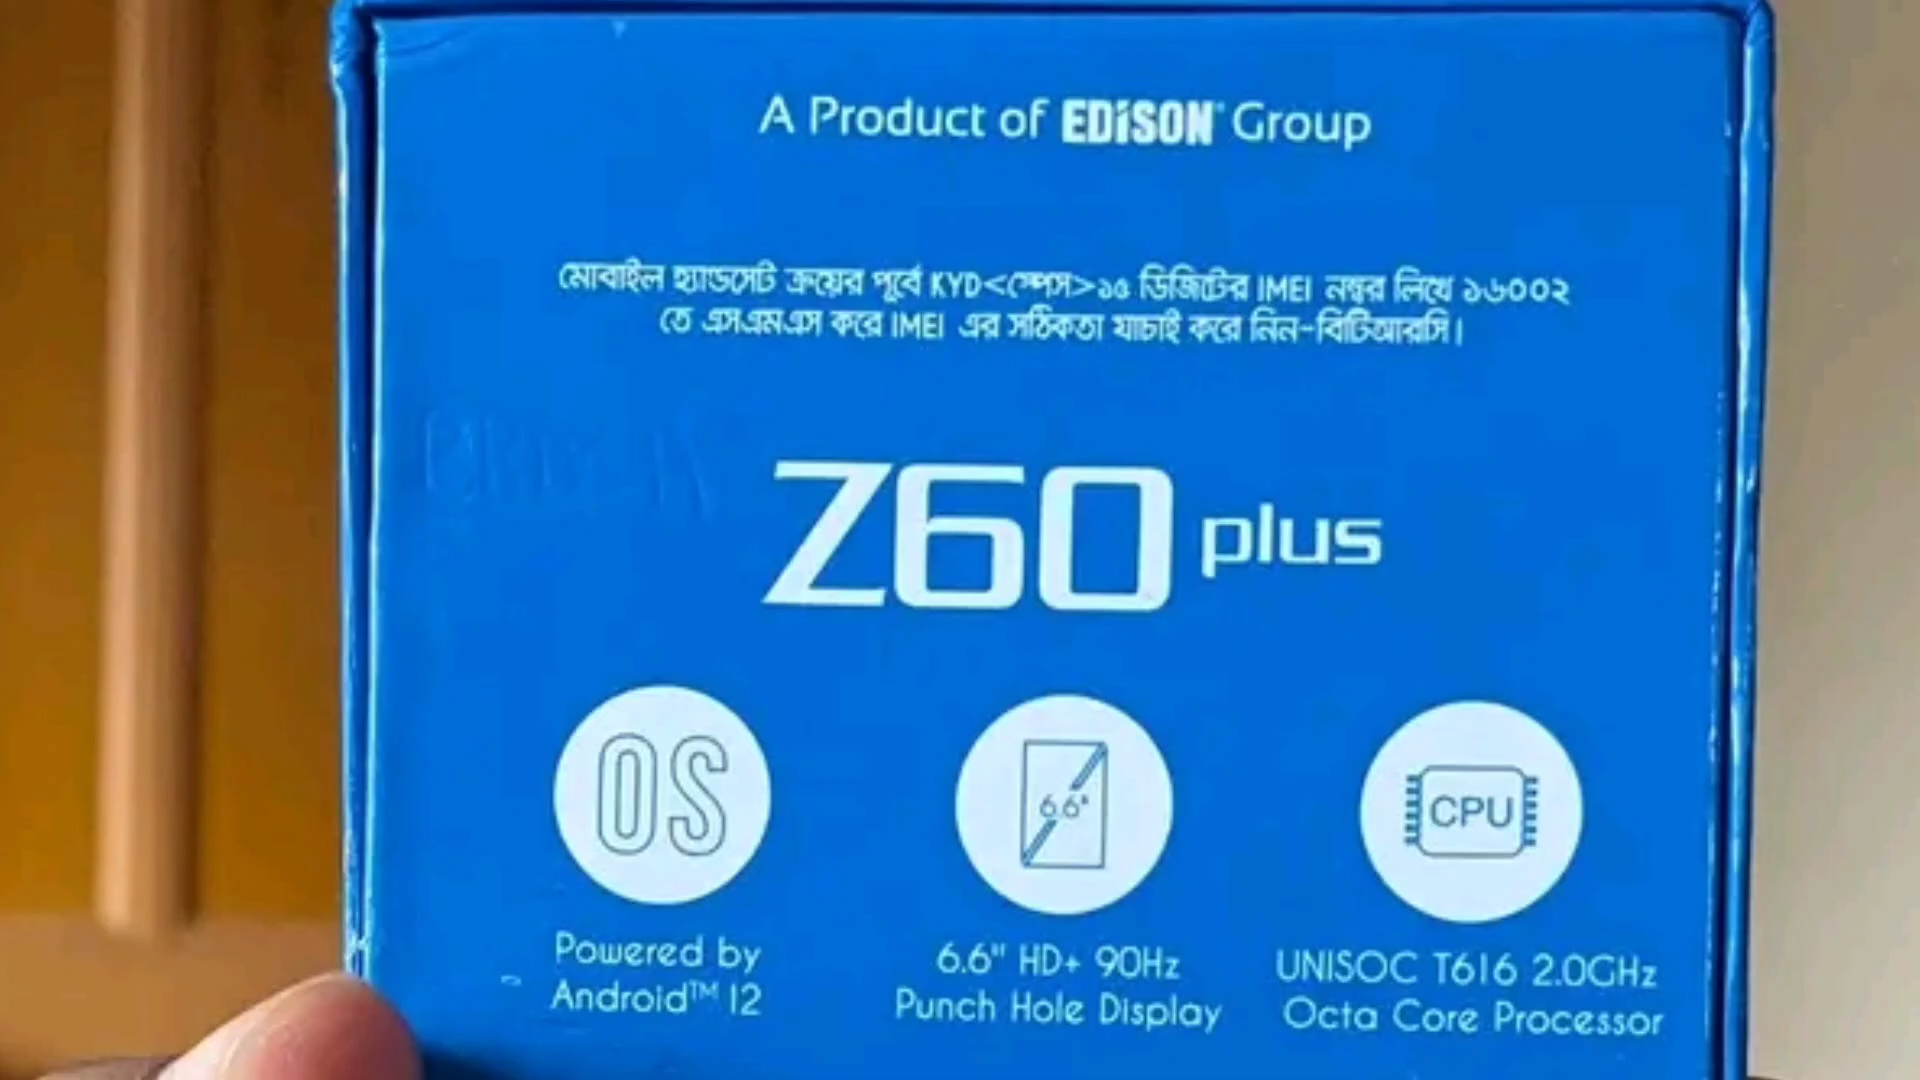 A Product of EDISON Group
মোবাইল হ্যান্ডসেট ক্রয়ের পূর্বে KYD<স্পেস>১৫ ডিজিটের IMEI নম্বর লিখে ১৬০০২
তে এসএমএস করে IMEI এর সঠিকতা যাচাই করে নিন-বিটিআরসি।
Z60 plus
OS
6.6"
CPU
Powered by
Android™ 12
6.6" HD+ 90Hz
Punch Hole Display
UNISOC T616 2.0GHz
Octa Core Processor